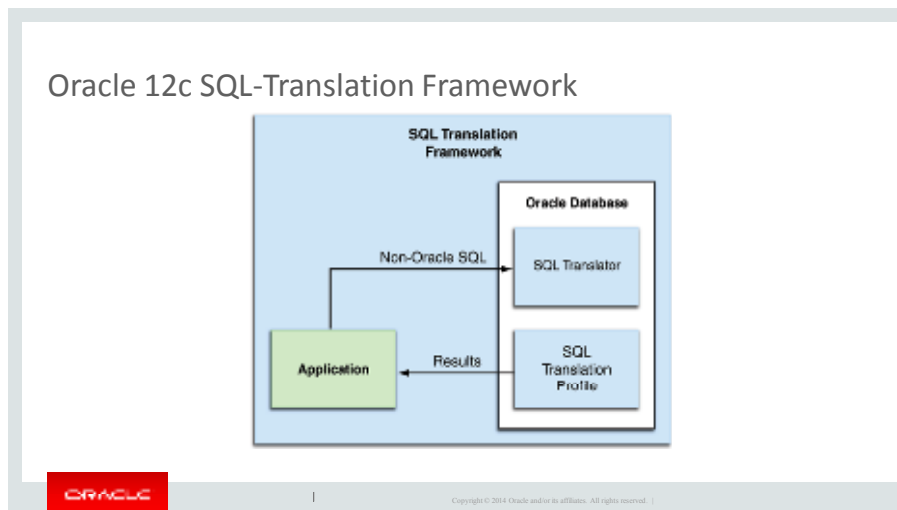 Oracle 12c SQL-Translation Framework
SQL Translation
Framework
Oracle Database
Non-Oracle SQL
SQL Translator
Application
Results
SQL
Translation
Profile
ORACLE
|
Copyright © 2014 Oracle and/or its affiliates. All rights reserved. |